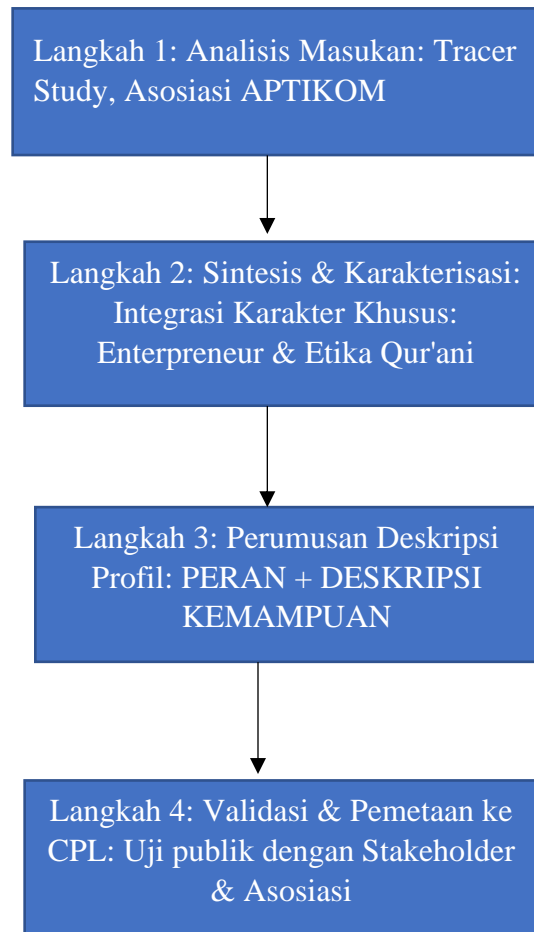 Langkah 1: Analisis Masukan: Tracer
Study, Asosiasi APTIKOM
Langkah 2: Sintesis & Karakterisasi:
Integrasi Karakter Khusus:
Enterpreneur & Etika Qur'ani
Langkah 3: Perumusan Deskripsi
Profil: PERAN + DESKRIPSI
KEMAMPUAN
Langkah 4: Validasi & Pemetaan ke
CPL: Uji publik dengan Stakeholder
& Asosiasi